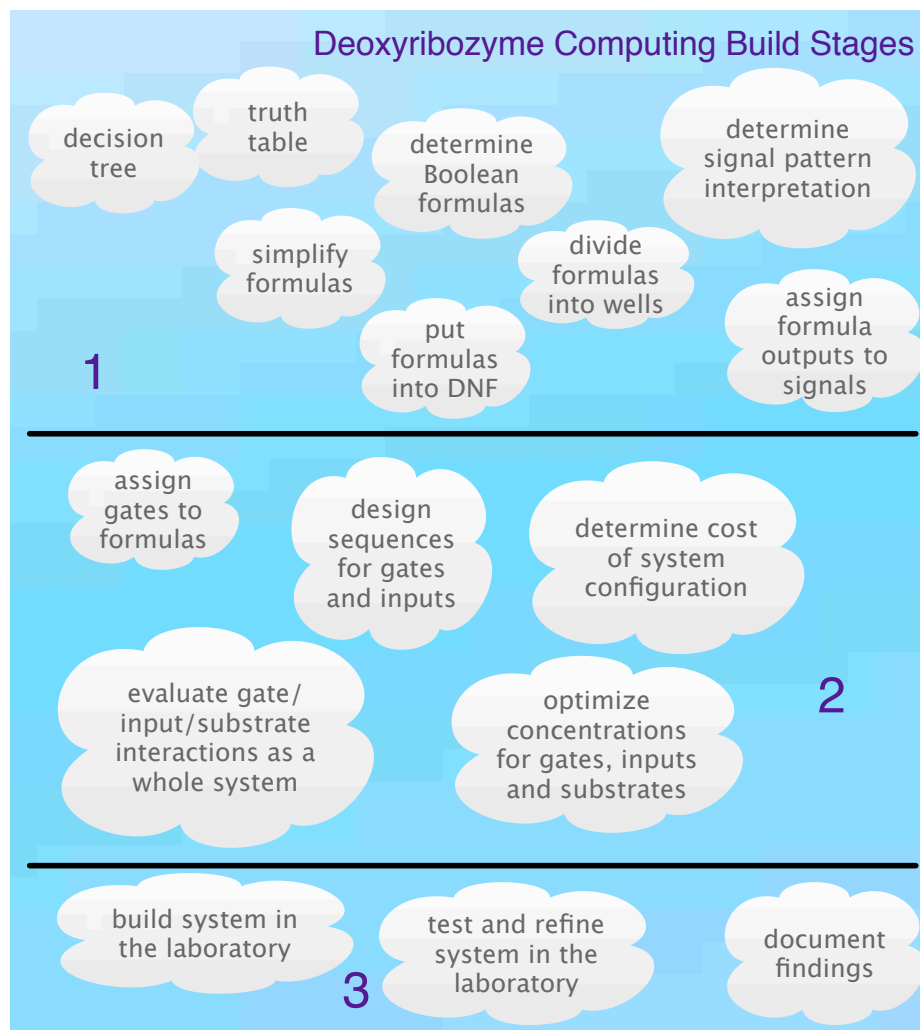 Deoxyribozyme Computing Build Stages
decision
tree
truth
table
determine
Boolean
formulas
determine
signal pattern
interpretation
simplify
formulas
divide
formulas
into wells
put
formulas
into DNF
assign
formula
outputs to
signals
1
assign
gates to
formulas
design
sequences
for gates
and inputs
determine cost
of system
configuration
evaluate gate/
input/substrate
interactions as a
whole system
optimize
concentrations
for gates, inputs
and substrates
2
build system in
the laboratory
test and refine
system in the
laboratory
document
findings
3